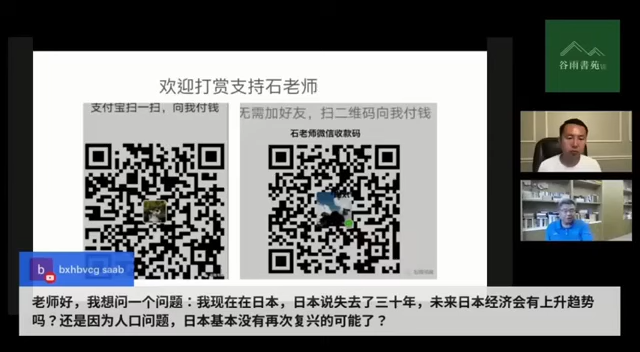 欢迎打赏支持石老师
支付宝扫一扫，向我付钱
无需加好友，扫二维码向我付钱
石老师微信收款码
谷雨書苑
b
bxhbvcg saab
老师好，我想问一个问题：我现在在日本，日本说失去了三十年，未来日本经济会有上升趋势
吗？还是因为人口问题，日本基本没有再次复兴的可能了？